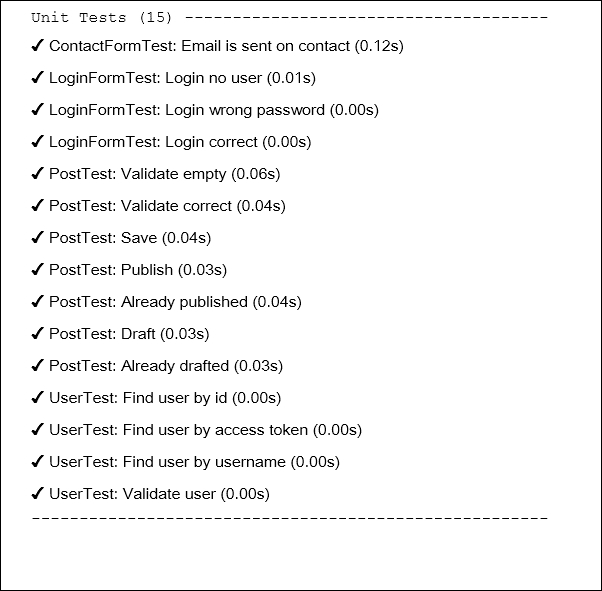 Unit Tests (15) --------------------------------------
✔ ContactFormTest: Email is sent on contact (0.12s)
✔ LoginFormTest: Login no user (0.01s)
✔ LoginFormTest: Login wrong password (0.00s)
✔ LoginFormTest: Login correct (0.00s)
✔ PostTest: Validate empty (0.06s)
✔ PostTest: Validate correct (0.04s)
✔ PostTest: Save (0.04s)
✔ PostTest: Publish (0.03s)
✔ PostTest: Already published (0.04s)
✔ PostTest: Draft (0.03s)
✔ PostTest: Already drafted (0.03s)
✔ UserTest: Find user by id (0.00s)
✔ UserTest: Find user by access token (0.00s)
✔ UserTest: Find user by username (0.00s)
✔ UserTest: Validate user (0.00s)
------------------------------------------------------